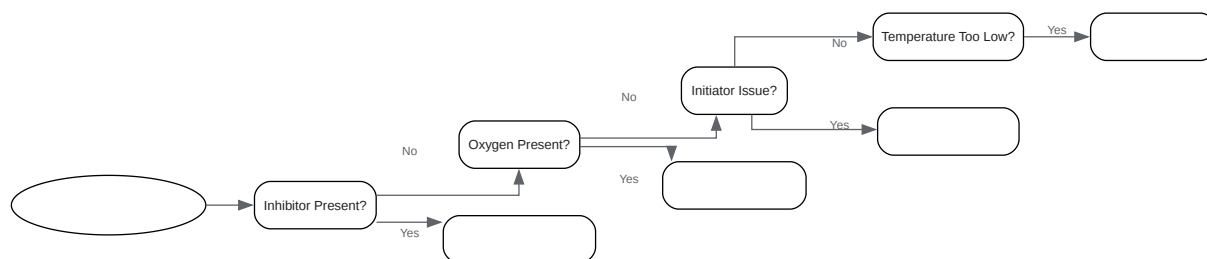 Temperature Too Low?
Yes
No
Initiator Issue?
No
Yes
Oxygen Present?
No
Yes
Inhibitor Present?
Yes